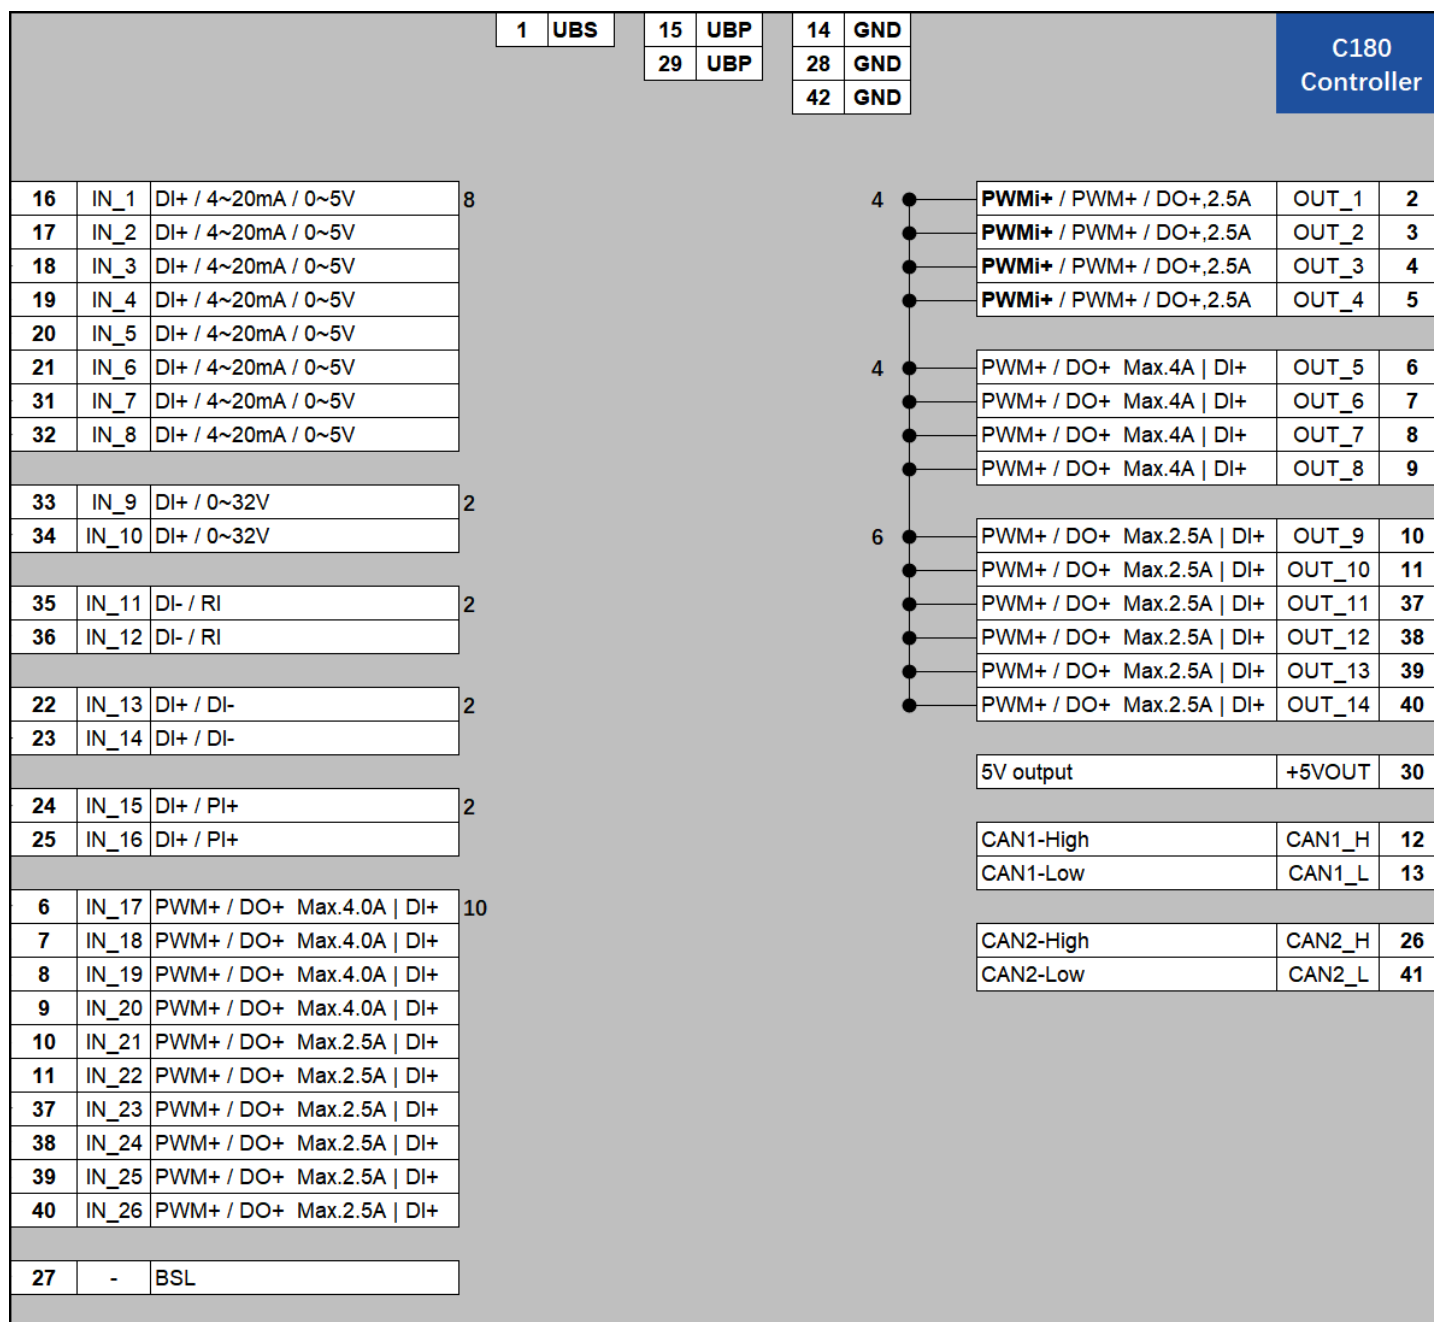 1 UBS 15 UBP 14 GND
29 UBP 28 GND
42 GND
C180
Controller
16 IN_1 DI+ / 4~20mA / 0~5V 8
17 IN_2 DI+ / 4~20mA / 0~5V
18 IN_3 DI+ / 4~20mA / 0~5V
19 IN_4 DI+ / 4~20mA / 0~5V
20 IN_5 DI+ / 4~20mA / 0~5V
21 IN_6 DI+ / 4~20mA / 0~5V
31 IN_7 DI+ / 4~20mA / 0~5V
32 IN_8 DI+ / 4~20mA / 0~5V
33 IN_9 DI+ / 0~32V 2
34 IN_10 DI+ / 0~32V
35 IN_11 DI- / RI 2
36 IN_12 DI- / RI
22 IN_13 DI+ / DI- 2
23 IN_14 DI+ / DI-
24 IN_15 DI+ / PI+ 2
25 IN_16 DI+ / PI+
6 IN_17 PWM+ / DO+ Max.4.0A | DI+ 10
7 IN_18 PWM+ / DO+ Max.4.0A | DI+
8 IN_19 PWM+ / DO+ Max.4.0A | DI+
9 IN_20 PWM+ / DO+ Max.4.0A | DI+
10 IN_21 PWM+ / DO+ Max.2.5A | DI+
11 IN_22 PWM+ / DO+ Max.2.5A | DI+
37 IN_23 PWM+ / DO+ Max.2.5A | DI+
38 IN_24 PWM+ / DO+ Max.2.5A | DI+
39 IN_25 PWM+ / DO+ Max.2.5A | DI+
40 IN_26 PWM+ / DO+ Max.2.5A | DI+
27 - BSL
4 PWMi+ / PWM+ / DO+,2.5A OUT_1 2
PWMi+ / PWM+ / DO+,2.5A OUT_2 3
PWMi+ / PWM+ / DO+,2.5A OUT_3 4
PWMi+ / PWM+ / DO+,2.5A OUT_4 5
4 PWM+ / DO+ Max.4A | DI+ OUT_5 6
PWM+ / DO+ Max.4A | DI+ OUT_6 7
PWM+ / DO+ Max.4A | DI+ OUT_7 8
PWM+ / DO+ Max.4A | DI+ OUT_8 9
6 PWM+ / DO+ Max.2.5A | DI+ OUT_9 10
PWM+ / DO+ Max.2.5A | DI+ OUT_10 11
PWM+ / DO+ Max.2.5A | DI+ OUT_11 37
PWM+ / DO+ Max.2.5A | DI+ OUT_12 38
PWM+ / DO+ Max.2.5A | DI+ OUT_13 39
PWM+ / DO+ Max.2.5A | DI+ OUT_14 40
5V output +5VOUT 30
CAN1-High CAN1_H 12
CAN1-Low CAN1_L 13
CAN2-High CAN2_H 26
CAN2-Low CAN2_L 41